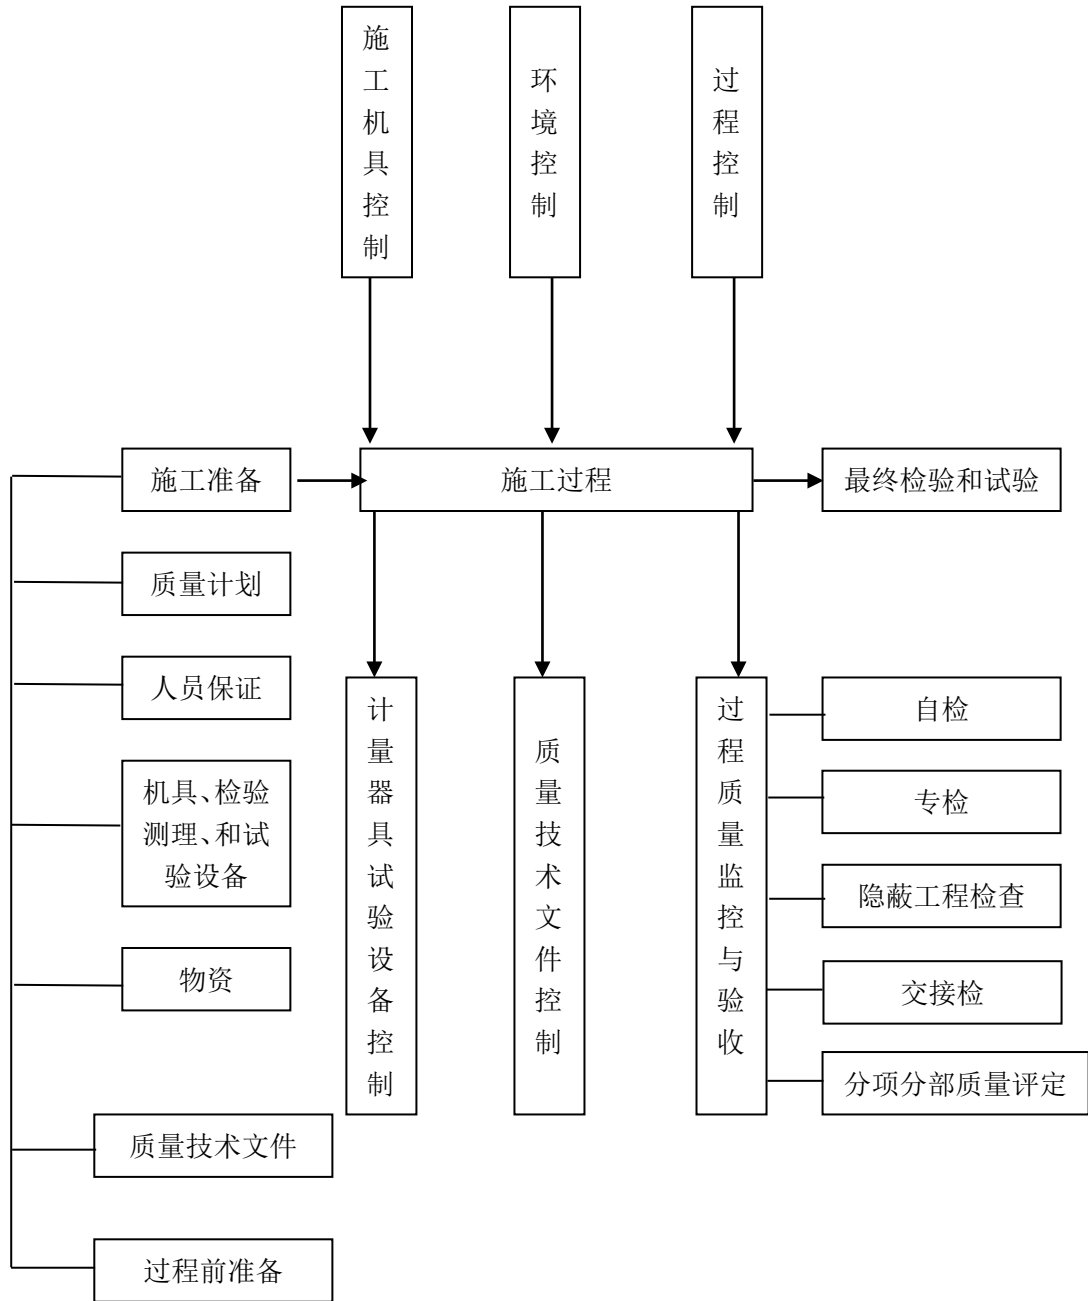 施工机具控制
环境控制
过程控制
施工准备
施工过程
最终检验和试验
质量计划
人员保证
机具、检验
测理、和试
验设备
物资
质量技术文件
过程前准备
计量器具试验设备控制
质量技术文件控制
过程质量监控与验收
自检
专检
隐蔽工程检查
交接检
分项分部质量评定